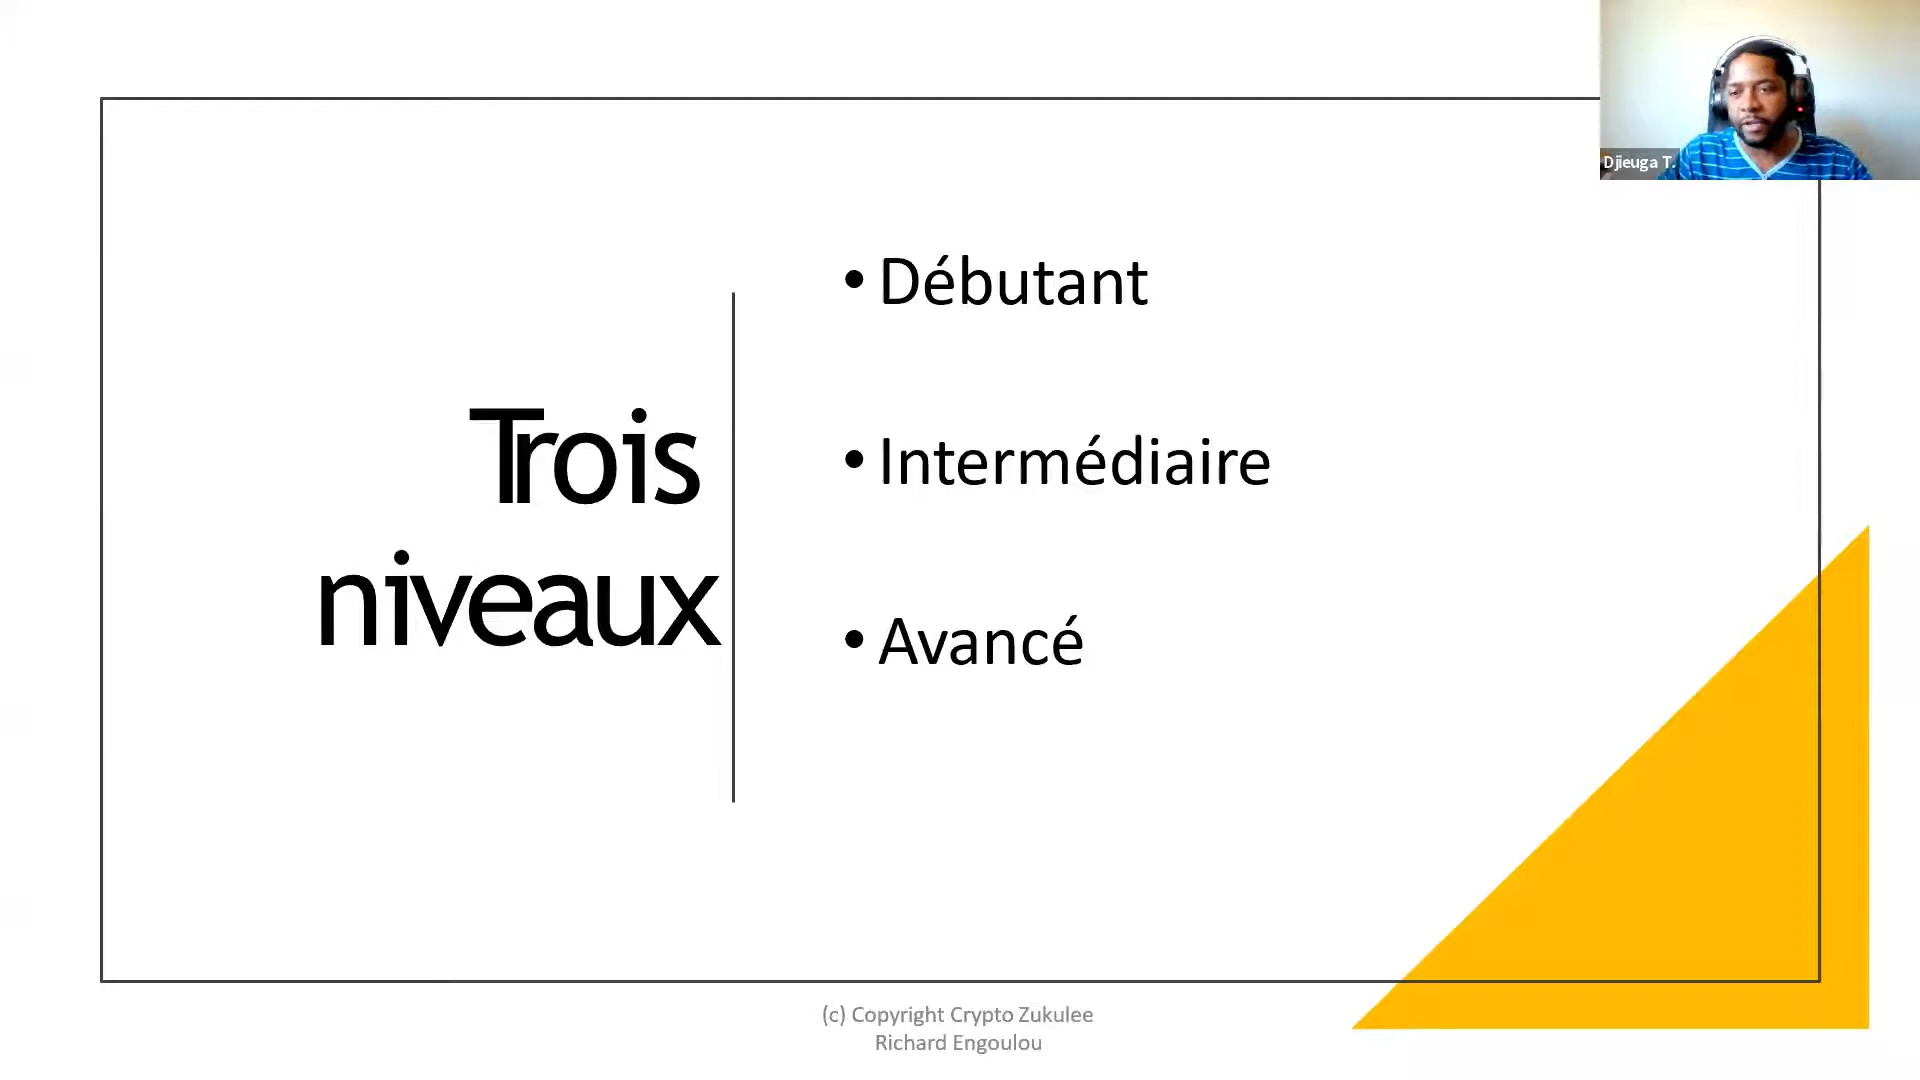 Djieuga T.
Trois
niveaux
• Débutant
• Intermédiaire
• Avancé
(c) Copyright Crypto Zukulee
Richard Engoulou